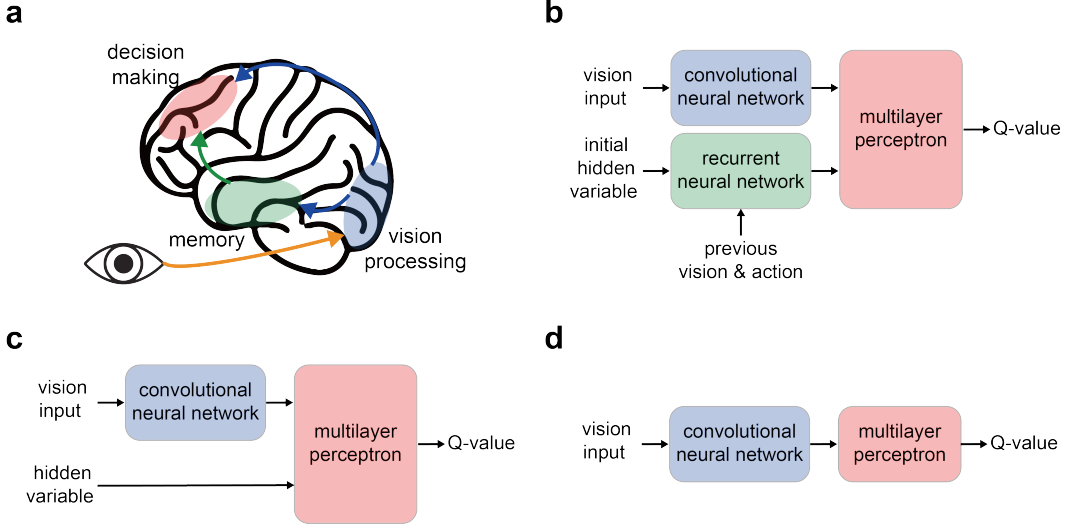 a
decision
making
memory
vision
processing
b
vision
input
convolutional
neural network
initial
hidden
variable
recurrent
neural network
previous
vision & action
multilayer
perceptron
Q-value
c
vision
input
convolutional
neural network
hidden
variable
multilayer
perceptron
Q-value
d
vision
input
convolutional
neural network
multilayer
perceptron
Q-value